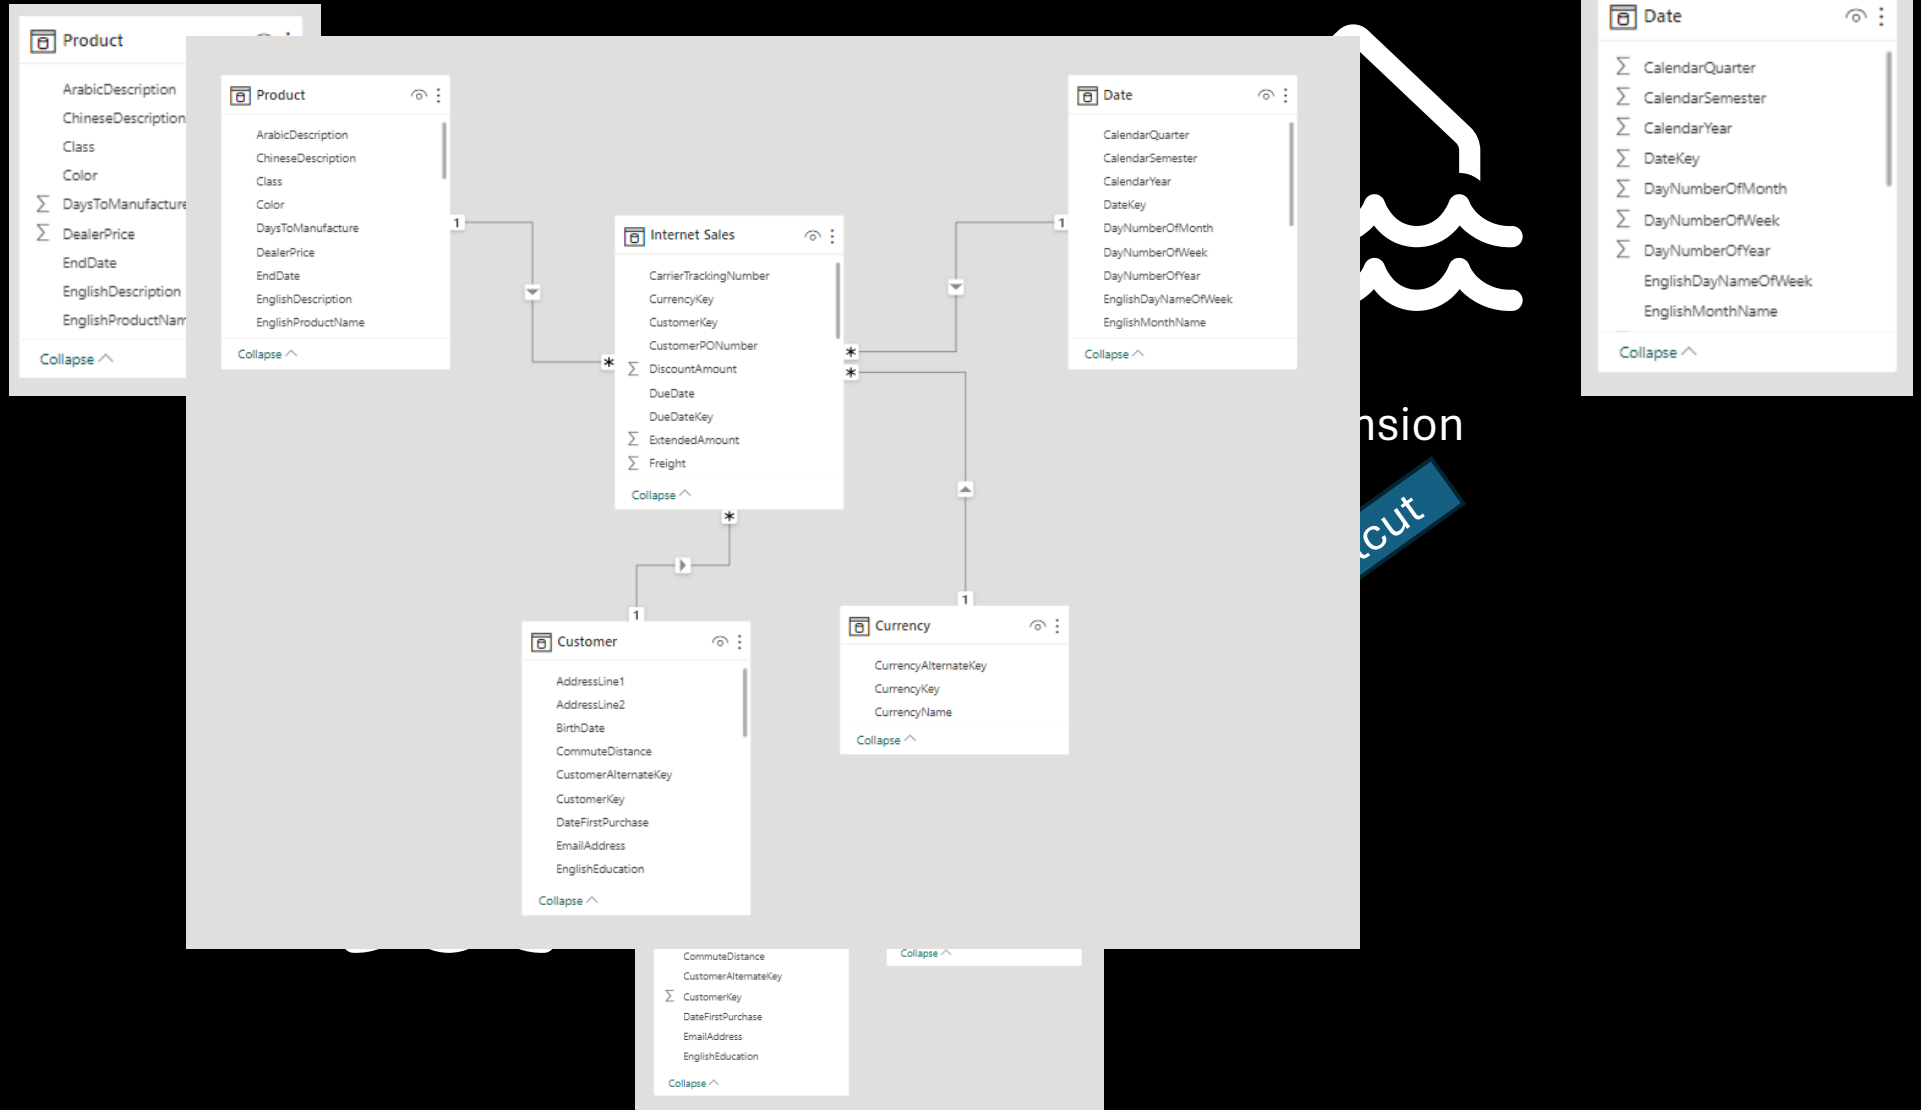 Product
ArabicDescription
ChineseDescription
Class
Color
DaysToManufacture
DealerPrice
EndDate
EnglishDescription
Collapse
Product
ArabicDescription
ChineseDescription
Class
Color
DaysToManufacture
DealerPrice
EndDate
EnglishDescription
EnglishProductName
Collapse
1
*
Internet Sales
CarrierTrackingNumber
CurrencyKey
CustomerKey
CustomerPONumber
DiscountAmount
DueDate
DueDateKey
ExtendedAmount
Freight
Collapse
*
*
*
1
1
1
Date
CalendarQuarter
CalendarSemester
CalendarYear
DateKey
DayNumberOfMonth
DayNumberOfWeek
DayNumberOfYear
EnglishDayNameOfWeek
EnglishMonthName
Collapse
Customer
AddressLine1
AddressLine2
BirthDate
CommuteDistance
CustomerAlternateKey
CustomerKey
DateFirstPurchase
EmailAddress
EnglishEducation
Collapse
Currency
CurrencyAlternateKey
CurrencyKey
CurrencyName
Collapse
Date
CalendarQuarter
CalendarSemester
CalendarYear
DateKey
DayNumberOfMonth
DayNumberOfWeek
DayNumberOfYear
EnglishDayNameOfWeek
EnglishMonthName
Collapse
CommuteDistance
CustomerAlternateKey
CustomerKey
DateFirstPurchase
EmailAddress
EnglishEducation
Collapse
Collapse